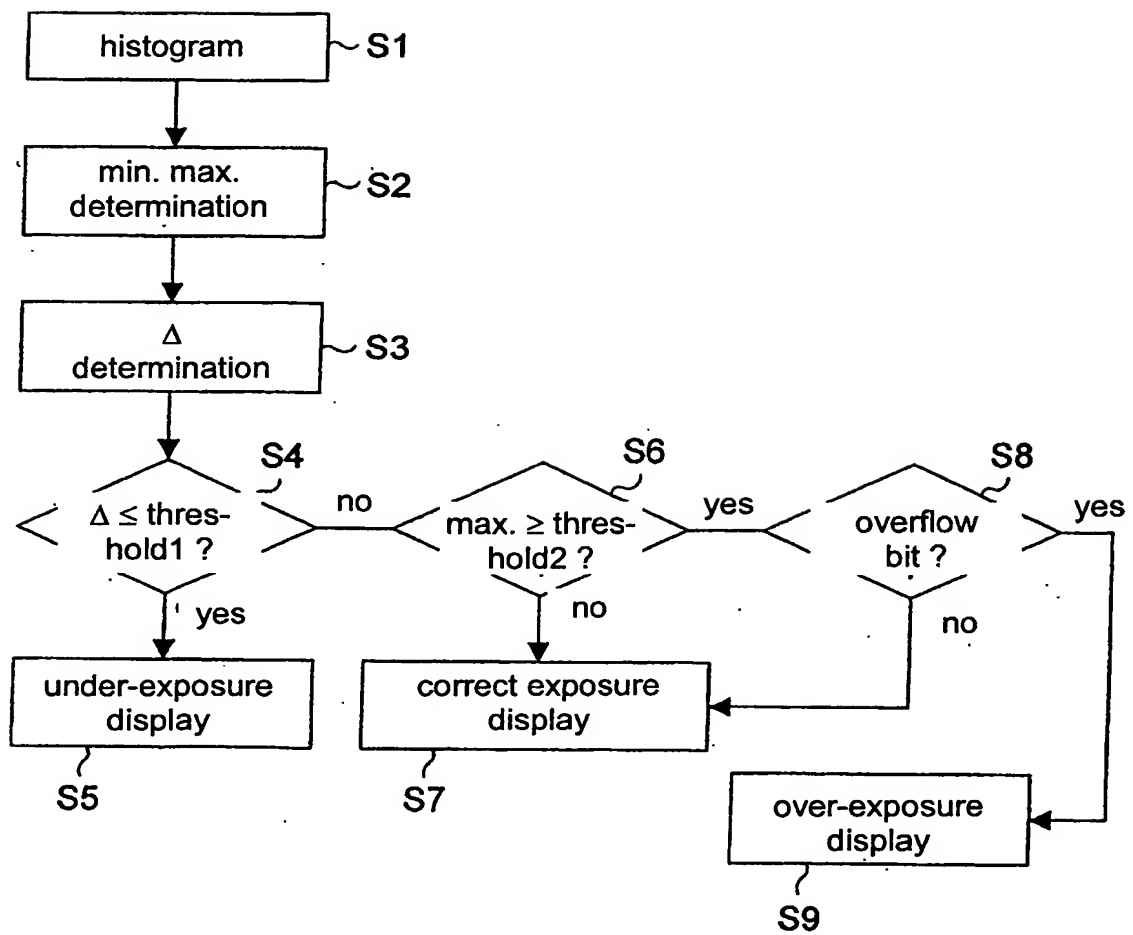 histogram
S1
min. max.
determination
S2
Δ
determination
S3
S4
Δ ≤ thres-
hold1 ?
no
yes
S6
max. ≥ thres-
hold2 ?
yes
no
S8
overflow
bit ?
yes
no
under-exposure
display
S5
correct exposure
display
S7
over-exposure
display
S9